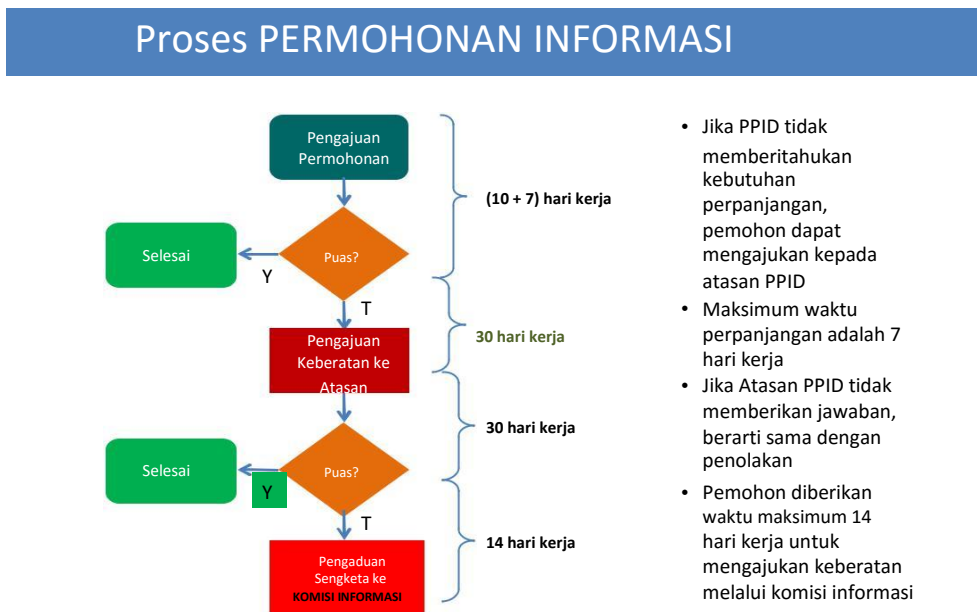 Proses PERMOHONAN INFORMASI
Pengajuan
Permohonan
(10 + 7) hari kerja
Selesai
Puas?
Y
T
30 hari kerja
Pengajuan
Keberatan ke
Atasan
30 hari kerja
Selesai
Puas?
Y
T
14 hari kerja
Pengaduan
Sengketa ke
KOMISI INFORMASI
• Jika PPID tidak
memberitahukan
kebutuhan
perpanjangan,
pemohon dapat
mengajukan kepada
atasan PPID
• Maksimum waktu
perpanjangan adalah 7
hari kerja
• Jika Atasan PPID tidak
memberikan jawaban,
berarti sama dengan
penolakan
• Pemohon diberikan
waktu maksimum 14
hari kerja untuk
mengajukan keberatan
melalui komisi informasi